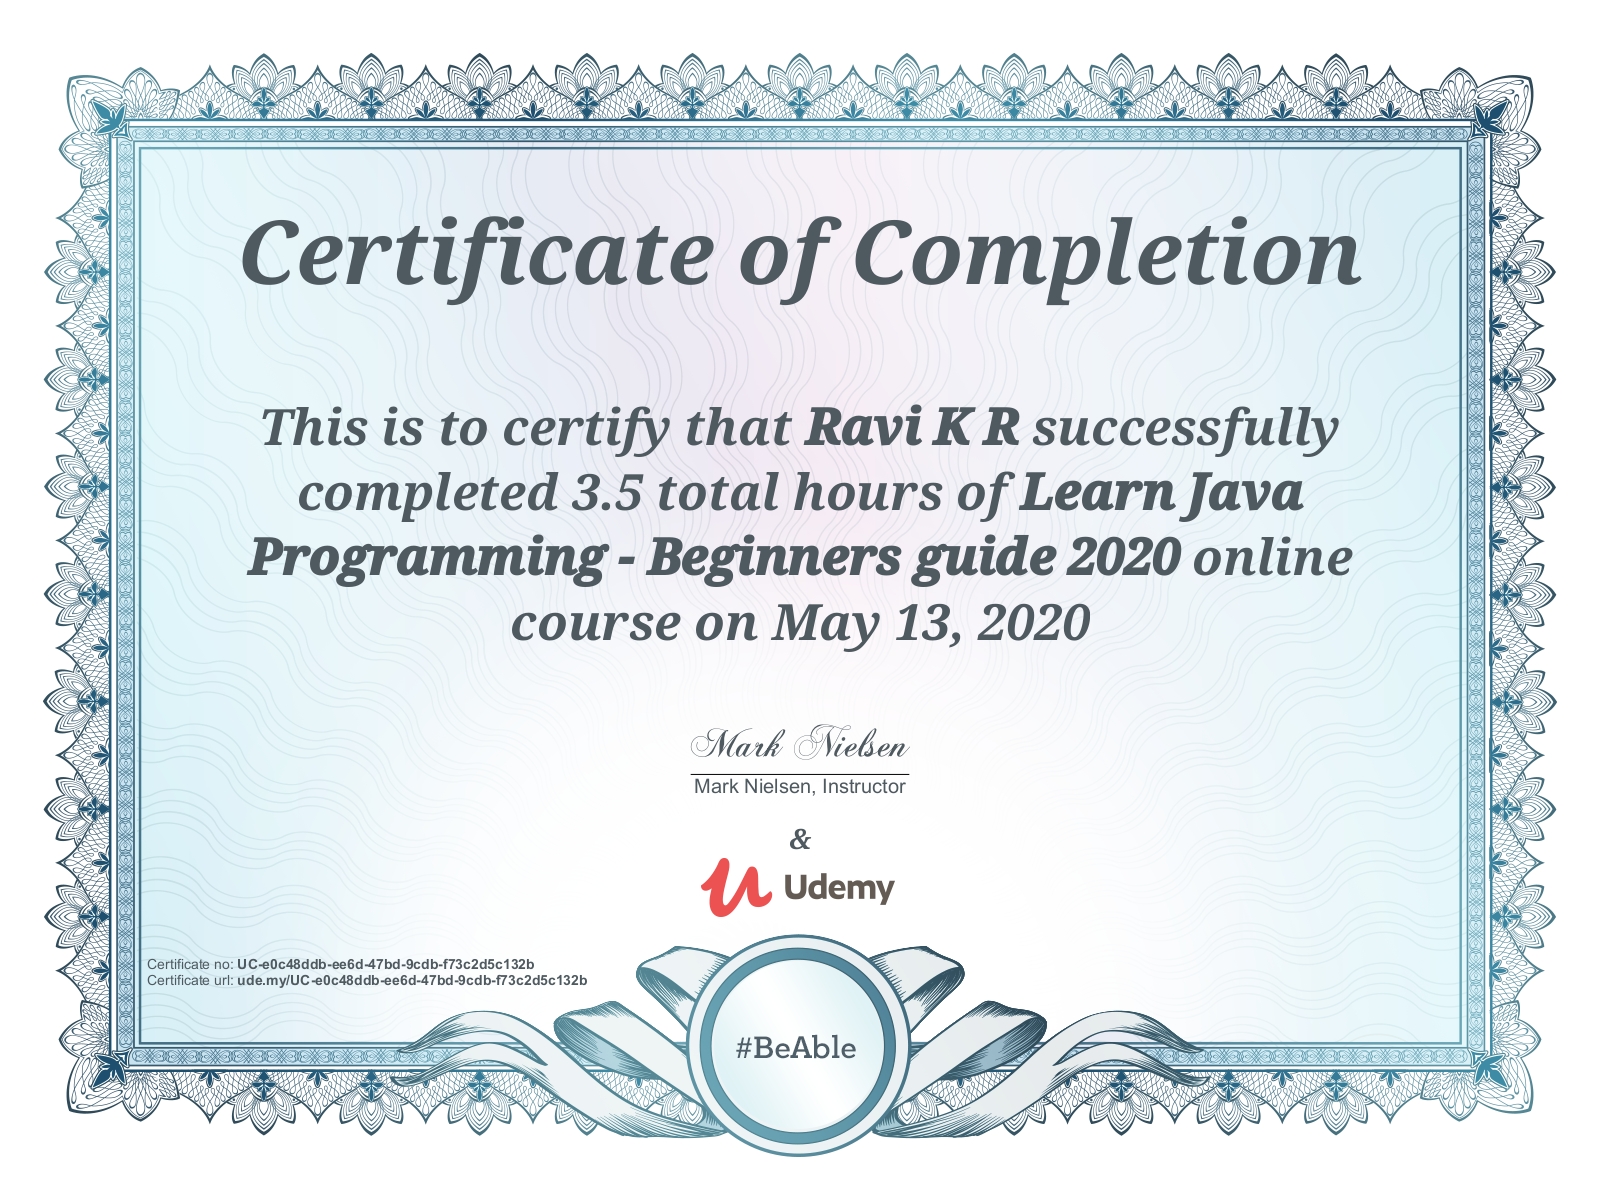 Certificate of Completion
This is to certify that Ravi K R successfully
completed 3.5 total hours of Learn Java
Programming - Beginners guide 2020 online
course on May 13, 2020
Mark Nielsen
Mark Nielsen, Instructor
&
Udemy
Certificate no: UC-e0c48ddb-ee6d-47bd-9cdb-f73c2d5c132b
Certificate url: ude.my/UC-e0c48ddb-ee6d-47bd-9cdb-f73c2d5c132b
#BeAble